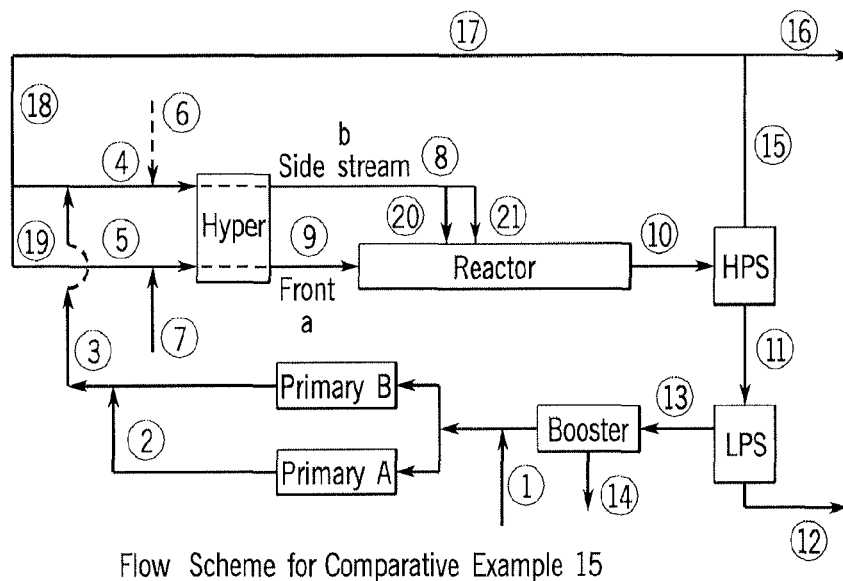 17 16
18 6 b 15
4 Side stream 8
Hyper
20 21
19 5 9 10
Reactor HPS
Front
a
3 7 11
Primary B 13
Booster LPS
2 Primary A
1 14
12
Flow Scheme for Comparative Example 15